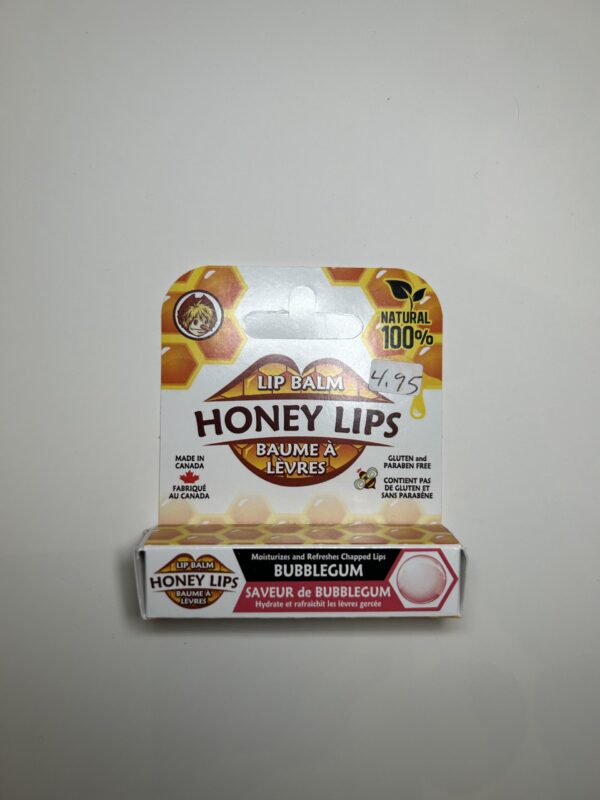 NATURAL
100%
4.95
LIP BALM
HONEY LIPS
BAUME À
LÈVRES
MADE IN
CANADA
FABRIQUÉ
AU CANADA
GLUTEN and
PARABEN FREE
CONTIENT PAS
DE GLUTEN ET
SANS PARABÈNE
LIP BALM
HONEY LIPS
BAUME À
LÈVRES
Moisturizes and Refreshes Chapped Lips
BUBBLEGUM
SAVEUR de BUBBLEGUM
Hydrate et rafraichit les lèvres gercée